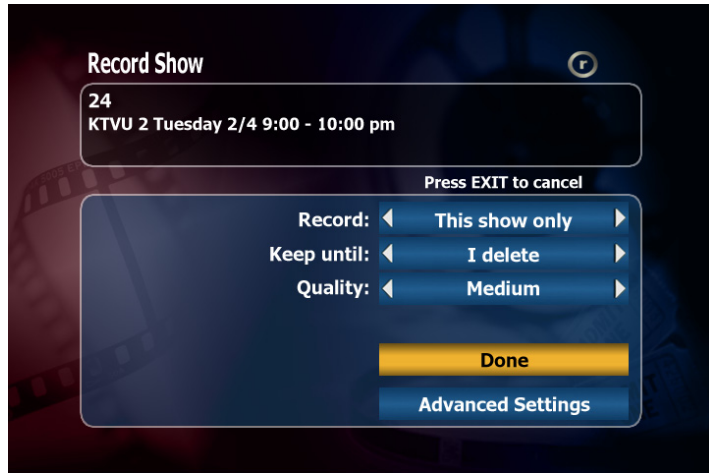 Record Show
r
24
KTVU 2 Tuesday 2/4 9:00 - 10:00 pm
Press EXIT to cancel
Record: This show only
Keep until: I delete
Quality: Medium
Done
Advanced Settings